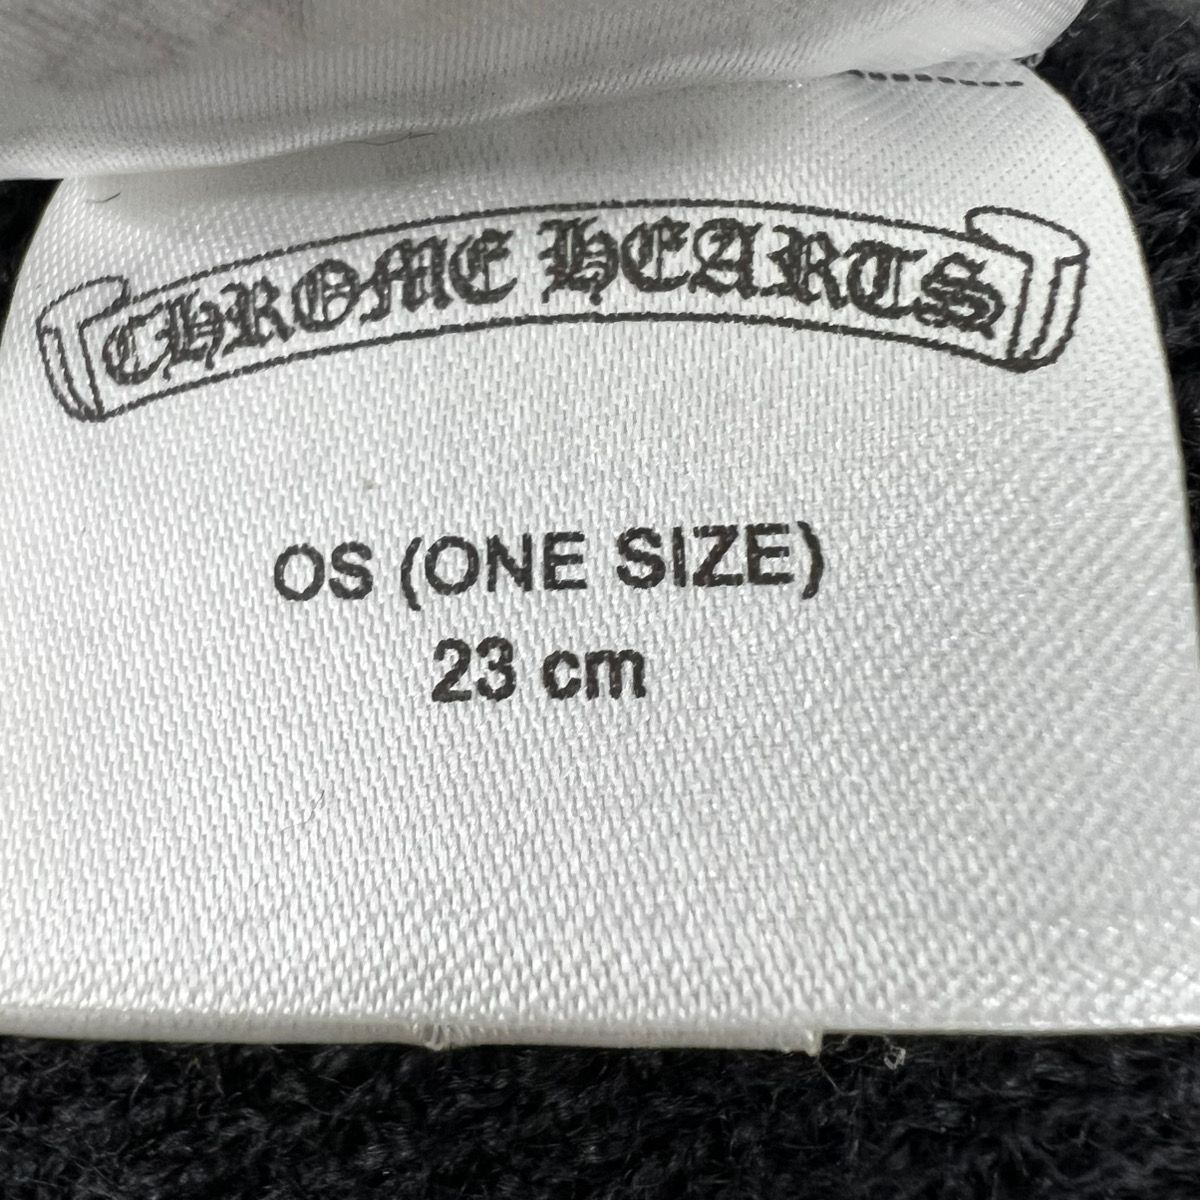 CHROME HEARTS
OS (ONE SIZE)
23 cm